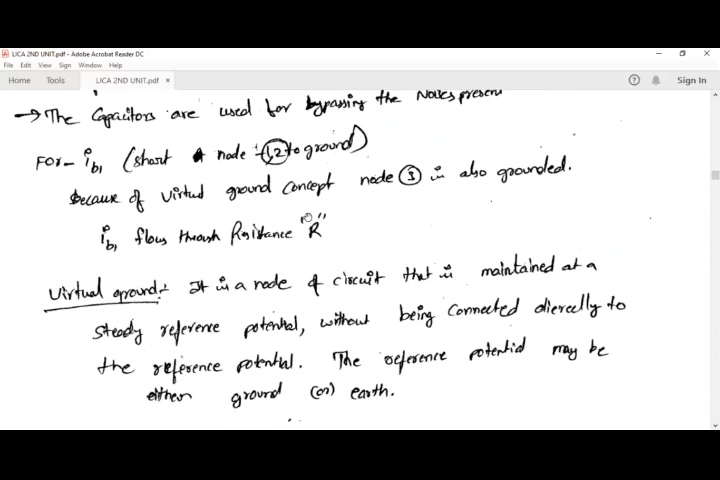 LICA 2ND UNIT.pdf - Adobe Acrobat Reader DC
File Edit View Sign Window Help
Home Tools LICA 2ND UNIT.pdf × Sign In
→ The Capacitors are used for bypassing the Noises present
For- ib1 (short node 1,2 to ground)
Because of virtual ground concept node 3 is also grounded.
ib1 flows through Resistance "R"
Virtual ground:- It is a node of circuit that is maintained at a
steady reference potential, without being connected directly to
the reference potential. The reference potential may be
either ground (or) earth.